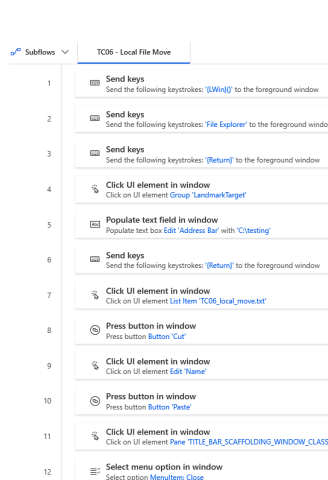 Subflows
TC06 - Local File Move
1
Send keys
Send the following keystrokes: '{LWin}()' to the foreground window
2
Send keys
Send the following keystrokes: 'File Explorer' to the foreground windo
3
Send keys
Send the following keystrokes: '{Return}' to the foreground window
4
Click UI element in window
Click on UI element Group 'LandmarkTarget'
5
Populate text field in window
Populate text box Edit 'Address Bar' with 'C:\testing'
6
Send keys
Send the following keystrokes: '{Return}' to the foreground window
7
Click UI element in window
Click on UI element List Item 'TC06_local_move.txt'
8
Press button in window
Press button Button 'Cut'
9
Click UI element in window
Click on UI element Edit 'Name'
10
Press button in window
Press button Button 'Paste'
11
Click UI element in window
Click on UI element Pane 'TITLE_BAR_SCAFFOLDING_WINDOW_CLASS
12
Select menu option in window
Select option MenuItem: Close